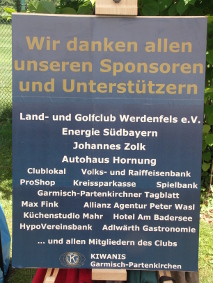 Wir danken allen
unseren Sponsoren
und Unterstützern
Land- und Golfclub Werdenfels e.V.
Energie Südbayern
Johannes Zolk
Autohaus Hornung
Clublokal Volks- und Raiffeisenbank
ProShop Kreissparkasse Spielbank
Garmisch-Partenkirchner Tagblatt
Max Fink Allianz Agentur Peter Wasl
Küchenstudio Mahr Hotel Am Badersee
HypoVereinsbank Adlwärth Gastronomie
... und allen Mitgliedern des Clubs
KIWANIS
Garmisch-Partenkirchen